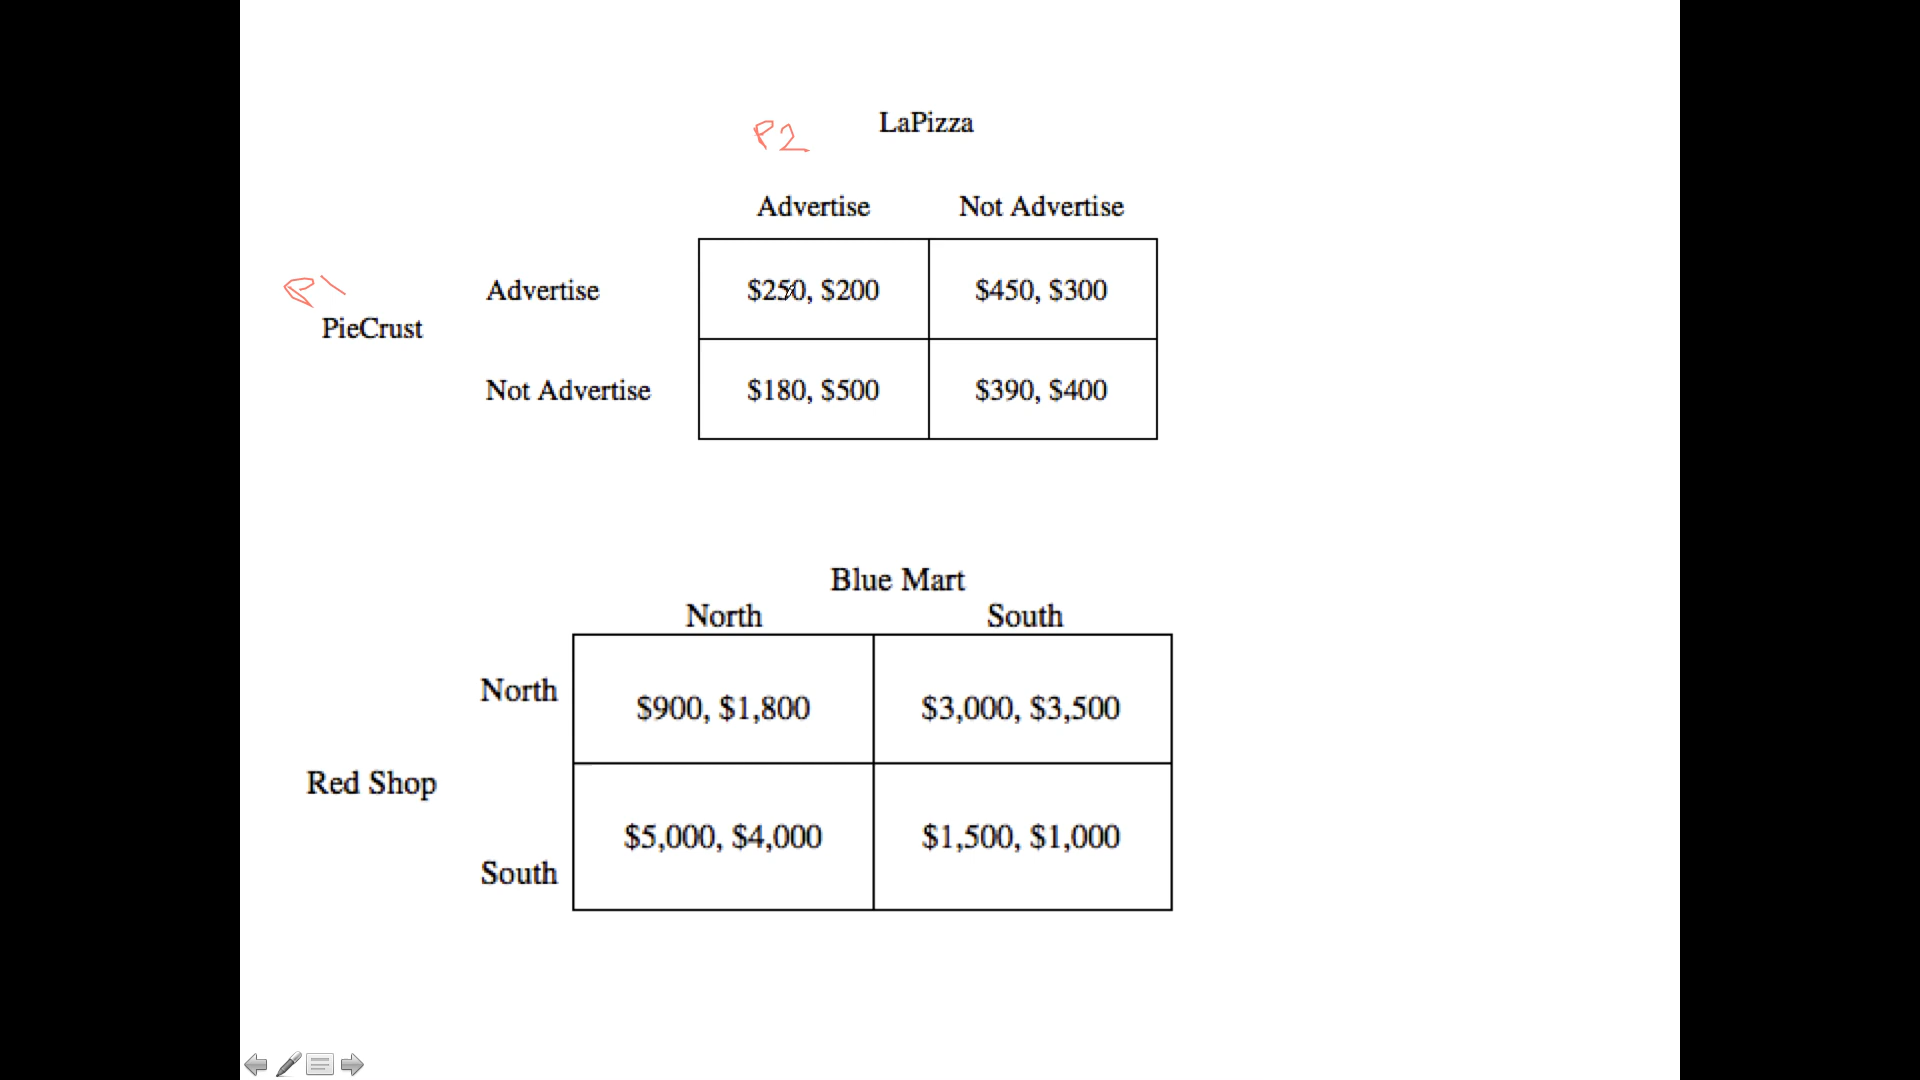 P2 LaPizza
Advertise Not Advertise
P1
Advertise $250, $200 $450, $300
PieCrust
Not Advertise $180, $500 $390, $400
Blue Mart
North South
North $900, $1,800 $3,000, $3,500
Red Shop
$5,000, $4,000 $1,500, $1,000
South